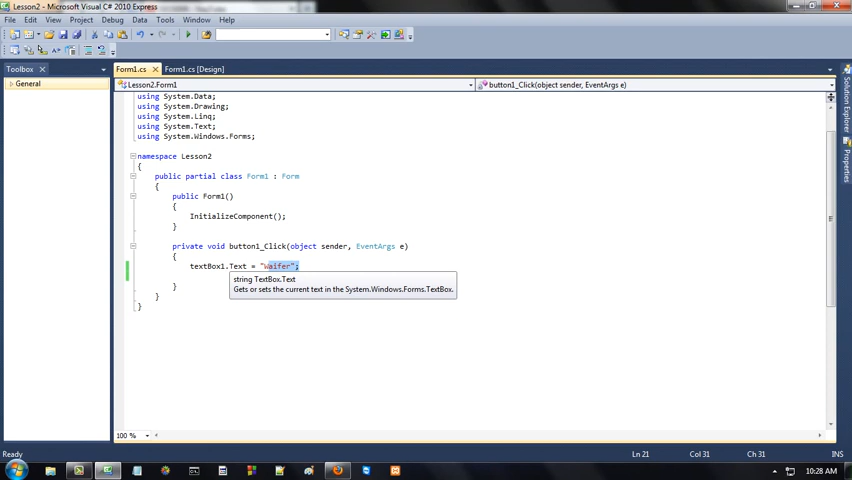 Lesson2 - Microsoft Visual C# 2010 Express
File Edit View Project Debug Data Tools Window Help
Toolbox
General
Form1.cs Form1.cs [Design]
Lesson2.Form1 button1_Click(object sender, EventArgs e)
using System.Data;
using System.Drawing;
using System.Linq;
using System.Text;
using System.Windows.Forms;
namespace Lesson2
{
public partial class Form1 : Form
{
public Form1()
{
InitializeComponent();
}
private void button1_Click(object sender, EventArgs e)
{
textBox1.Text = "Waifer";
string TextBox.Text
Gets or sets the current text in the System.Windows.Forms.TextBox.
}
}
}
Solution Explorer
Properties
100 %
Ready Ln 21 Col 31 Ch 31 INS
10:28 AM